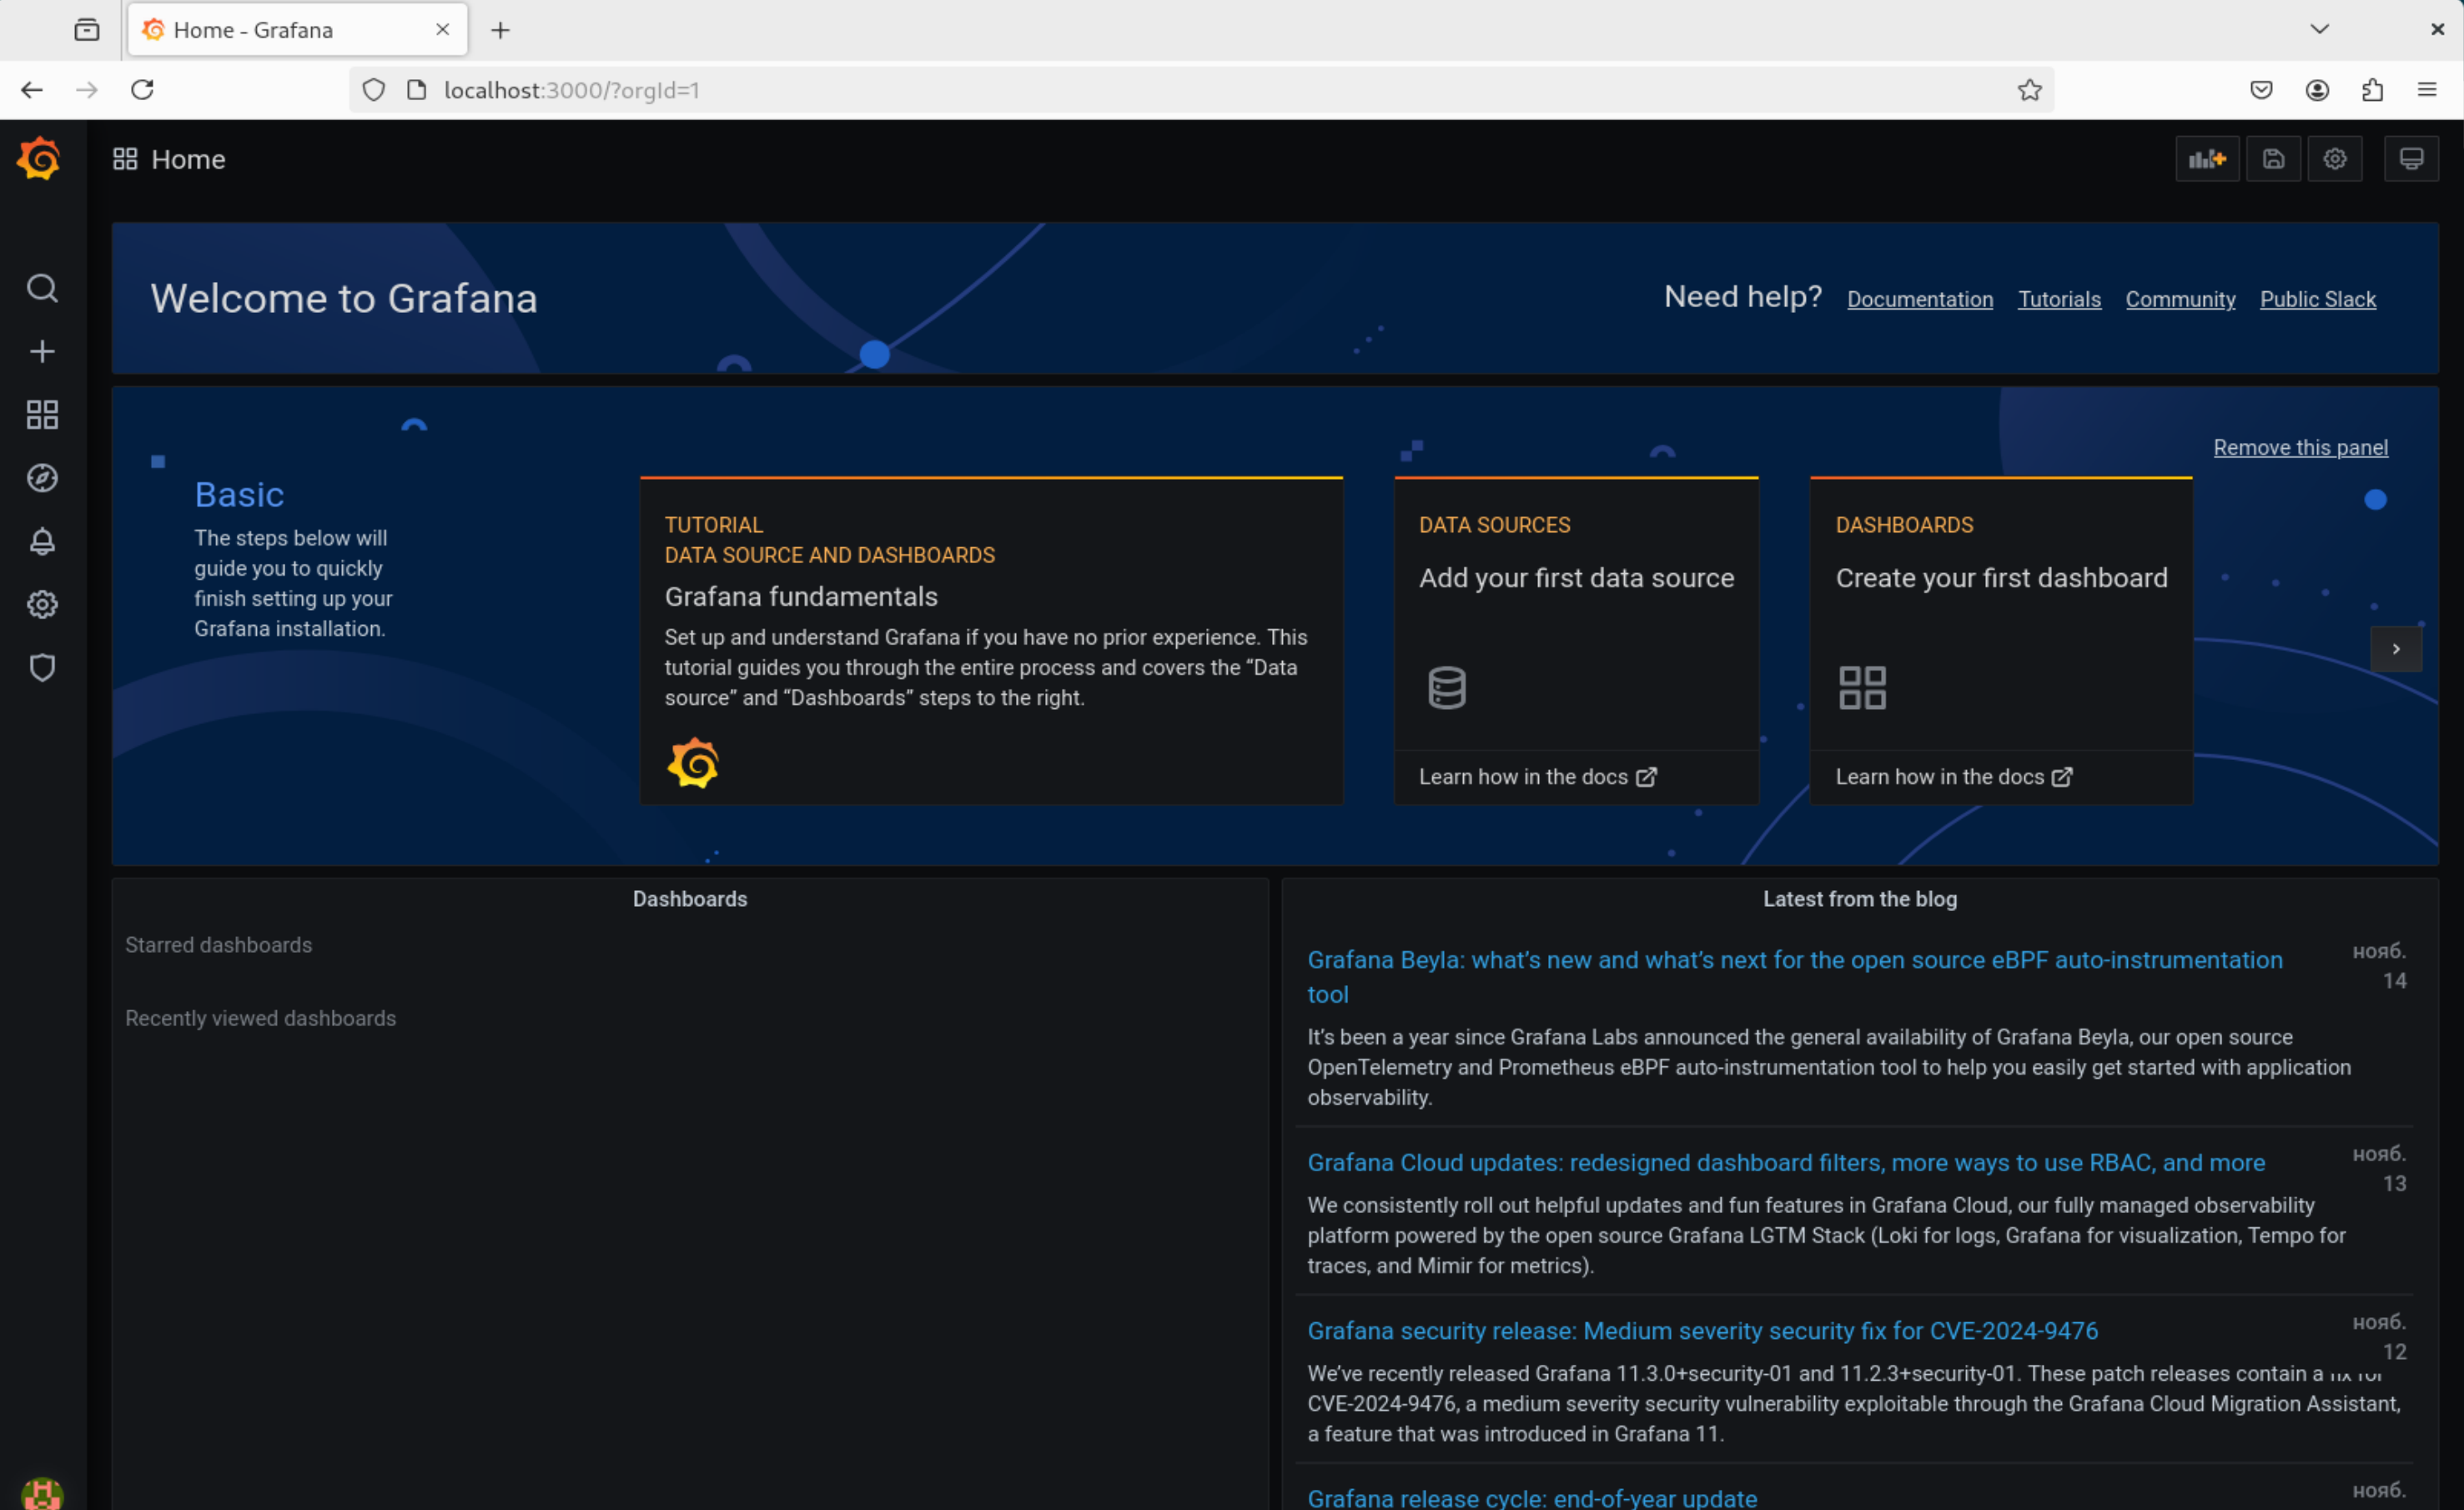 Home - Grafana
localhost:3000/?orgId=1
Home
Welcome to Grafana
Need help? Documentation Tutorials Community Public Slack
Remove this panel
Basic
The steps below will
guide you to quickly
finish setting up your
Grafana installation.
TUTORIAL
DATA SOURCE AND DASHBOARDS
Grafana fundamentals
Set up and understand Grafana if you have no prior experience. This
tutorial guides you through the entire process and covers the “Data
source” and “Dashboards” steps to the right.
DATA SOURCES
Add your first data source
Learn how in the docs
DASHBOARDS
Create your first dashboard
Learn how in the docs
Dashboards
Starred dashboards
Recently viewed dashboards
Latest from the blog
Grafana Beyla: what’s new and what’s next for the open source eBPF auto-instrumentation
tool
нояб.
14
It’s been a year since Grafana Labs announced the general availability of Grafana Beyla, our open source
OpenTelemetry and Prometheus eBPF auto-instrumentation tool to help you easily get started with application
observability.
Grafana Cloud updates: redesigned dashboard filters, more ways to use RBAC, and more
нояб.
13
We consistently roll out helpful updates and fun features in Grafana Cloud, our fully managed observability
platform powered by the open source Grafana LGTM Stack (Loki for logs, Grafana for visualization, Tempo for
traces, and Mimir for metrics).
Grafana security release: Medium severity security fix for CVE-2024-9476
нояб.
12
We’ve recently released Grafana 11.3.0+security-01 and 11.2.3+security-01. These patch releases contain a fix for
CVE-2024-9476, a medium severity security vulnerability exploitable through the Grafana Cloud Migration Assistant,
a feature that was introduced in Grafana 11.
Grafana release cycle: end-of-year update
нояб.